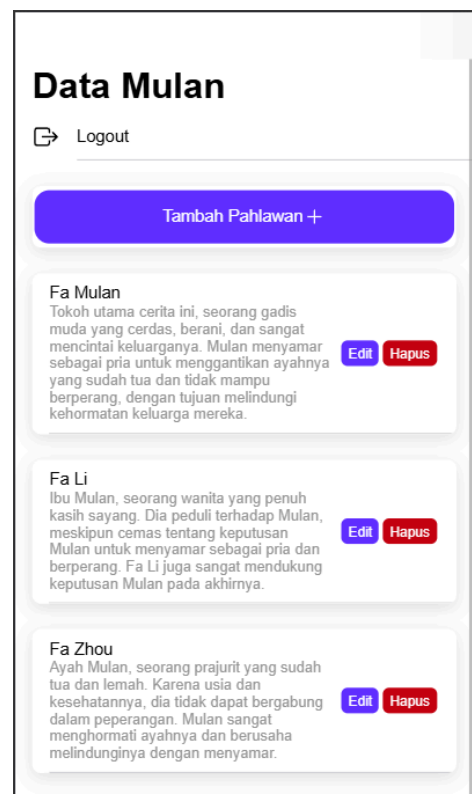 Data Mulan
Logout
Tambah Pahlawan +
Fa Mulan
Tokoh utama cerita ini, seorang gadis
muda yang cerdas, berani, dan sangat
mencintai keluarganya. Mulan menyamar
sebagai pria untuk menggantikan ayahnya
yang sudah tua dan tidak mampu
berperang, dengan tujuan melindungi
kehormatan keluarga mereka.
Edit Hapus
Fa Li
Ibu Mulan, seorang wanita yang penuh
kasih sayang. Dia peduli terhadap Mulan,
meskipun cemas tentang keputusan
Mulan untuk menyamar sebagai pria dan
berperang. Fa Li juga sangat mendukung
keputusan Mulan pada akhirnya.
Edit Hapus
Fa Zhou
Ayah Mulan, seorang prajurit yang sudah
tua dan lemah. Karena usia dan
kesehatannya, dia tidak dapat bergabung
dalam peperangan. Mulan sangat
menghormati ayahnya dan berusaha
melindunginya dengan menyamar.
Edit Hapus